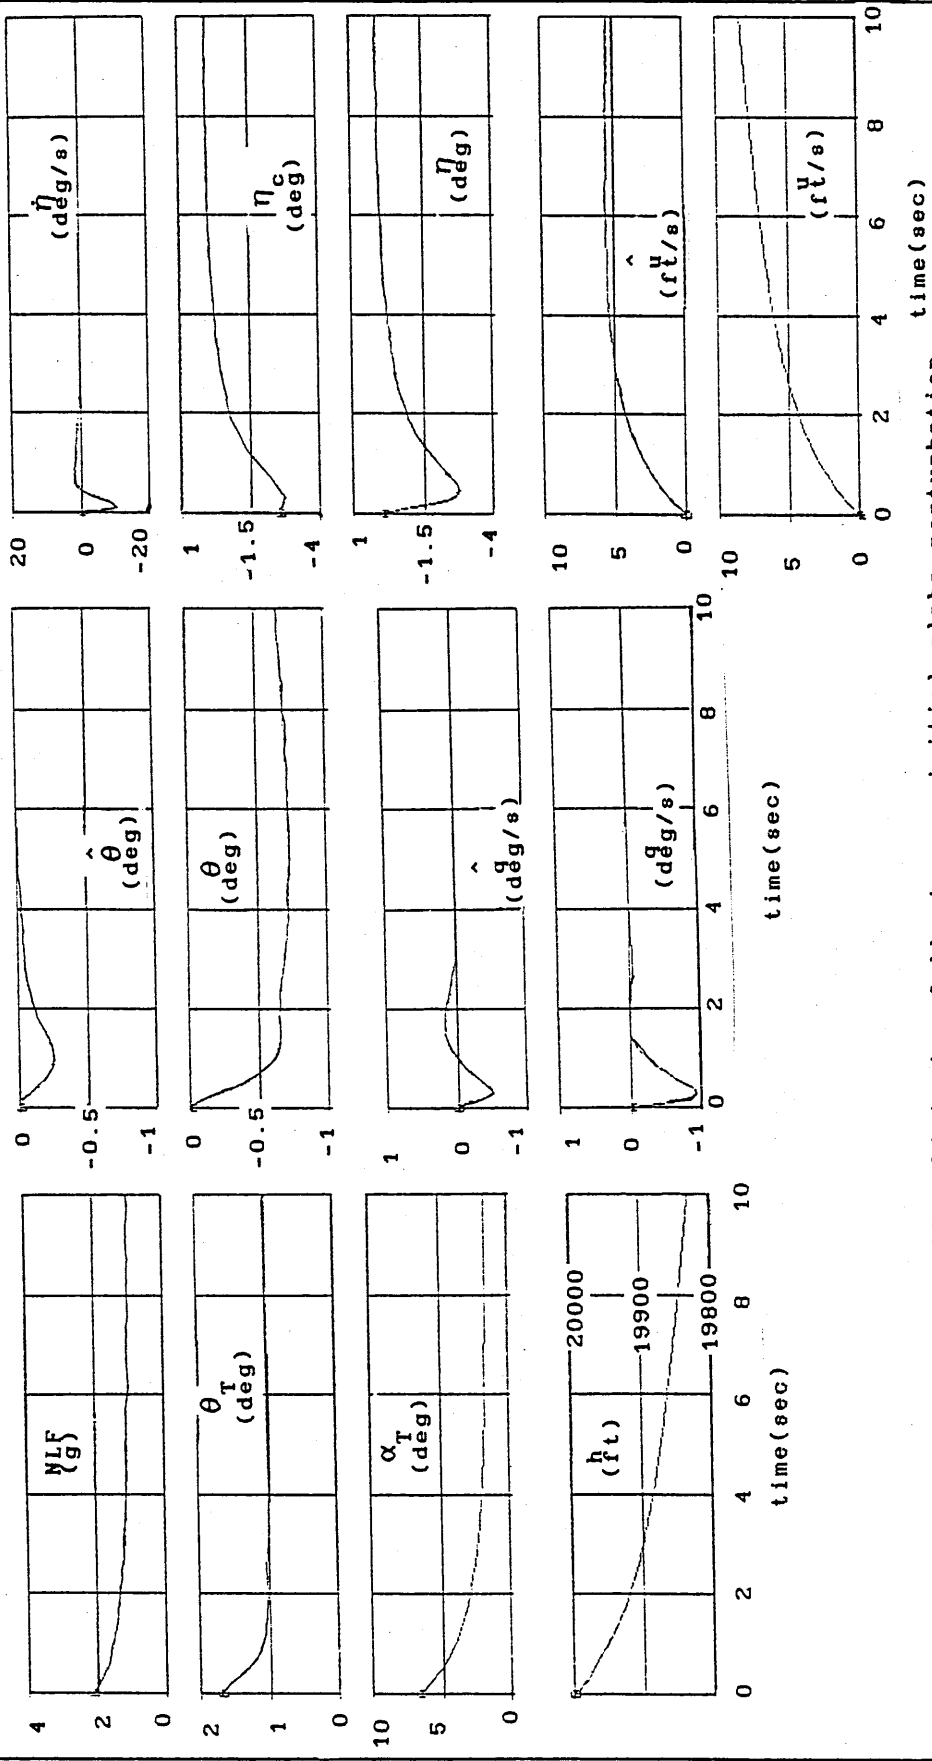 4
2
0
NLF
(g)
2
1
0
θT
(deg)
10
5
0
αT
(deg)
20000
19900
19800
h
(ft)
0
2
4
6
8
10
time(sec)
0
-0.5
-1
θ̂
(deg)
0
-0.5
-1
θ
(deg)
1
0
-1
q̂
(deg/s)
1
0
-1
q
(deg/s)
0
2
4
6
8
10
time(sec)
20
0
-20
η̇
(deg/s)
1
-1.5
-4
ηc
(deg)
1
-1.5
-4
η
(deg)
10
5
0
û
(ft/s)
10
5
0
u
(ft/s)
0
2
4
6
8
10
time(sec)